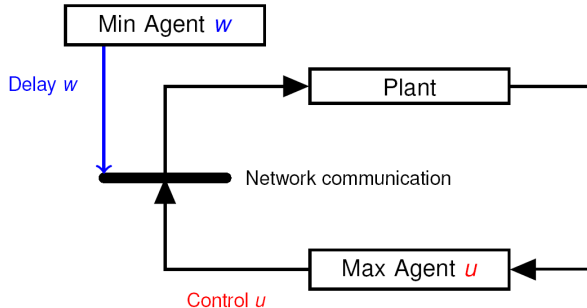 Min Agent w
Delay w
Plant
Network communication
Max Agent u
Control u